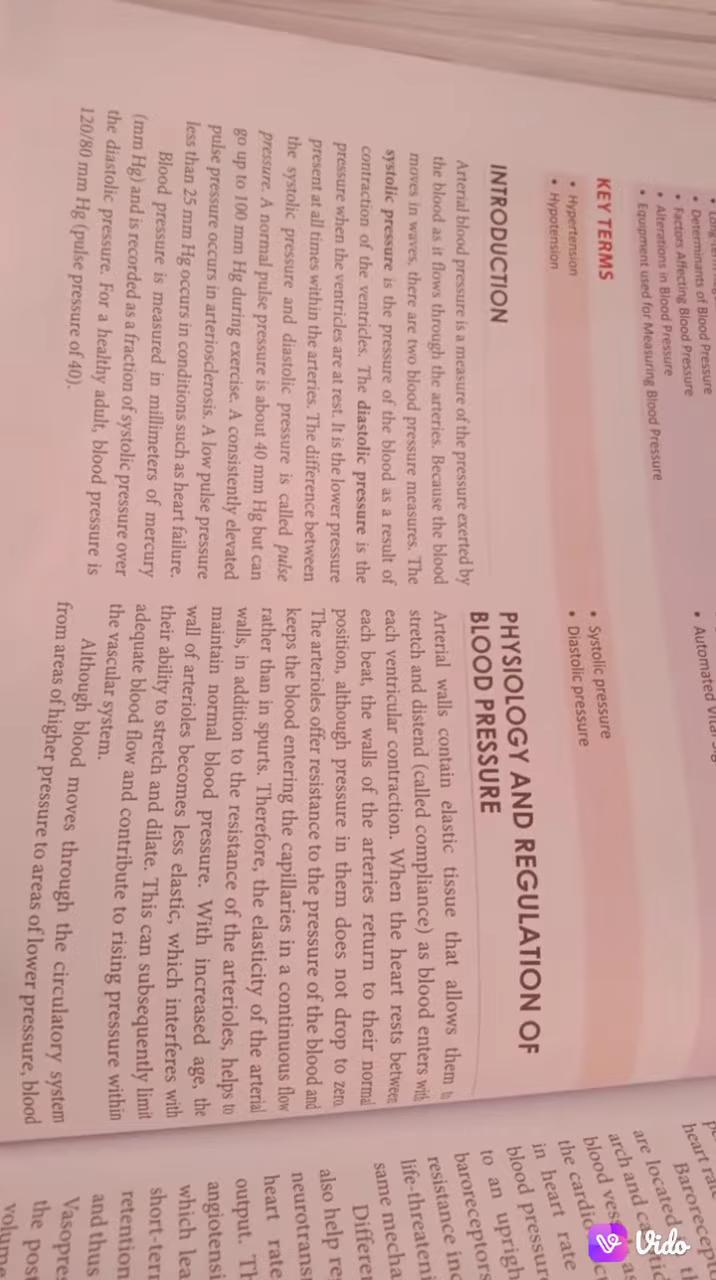 Determinants of Blood Pressure
• Factors Affecting Blood Pressure
• Alterations in Blood Pressure
• Equipment used for Measuring Blood Pressure
• Automated
KEY TERMS
• Hypertension
• Hypotension
• Systolic pressure
• Diastolic pressure
INTRODUCTION
Arterial blood pressure is a measure of the pressure exerted by
the blood as it flows through the arteries. Because the blood
moves in waves, there are two blood pressure measures. The
systolic pressure is the pressure of the blood as a result of
contraction of the ventricles. The diastolic pressure is the
pressure when the ventricles are at rest. It is the lower pressure
present at all times within the arteries. The difference between
the systolic pressure and diastolic pressure is called pulse
pressure. A normal pulse pressure is about 40 mm Hg but can
go up to 100 mm Hg during exercise. A consistently elevated
pulse pressure occurs in arteriosclerosis. A low pulse pressure
less than 25 mm Hg occurs in conditions such as heart failure.
Blood pressure is measured in millimeters of mercury
(mm Hg) and is recorded as a fraction of systolic pressure over
the diastolic pressure. For a healthy adult, blood pressure is
120/80 mm Hg (pulse pressure of 40).
PHYSIOLOGY AND REGULATION OF
BLOOD PRESSURE
Arterial walls contain elastic tissue that allows them to
stretch and distend (called compliance) as blood enters with
each ventricular contraction. When the heart rests between
each beat, the walls of the arteries return to their normal
position, although pressure in them does not drop to zero.
The arterioles offer resistance to the pressure of the blood and
keeps the blood entering the capillaries in a continuous flow
rather than in spurts. Therefore, the elasticity of the arterial
walls, in addition to the resistance of the arterioles, helps to
maintain normal blood pressure. With increased age, the
wall of arterioles becomes less elastic, which interferes with
their ability to stretch and dilate. This can subsequently limit
adequate blood flow and contribute to rising pressure within
the vascular system.
Although blood moves through the circulatory system
from areas of higher pressure to areas of lower pressure, blood
heart rate
Barorecepti
are located
arch and ca
blood ves
the cardio
in heart rate
blood pressur
to an uprigh
baroreceptors
resistance inc
life-threateni
same mecha
Differen
also help re
neurotrans
heart rate
output. Th
angiotensi
which lea
short-terr
retention
and thus
Vasopre
the pos
volume
Vido